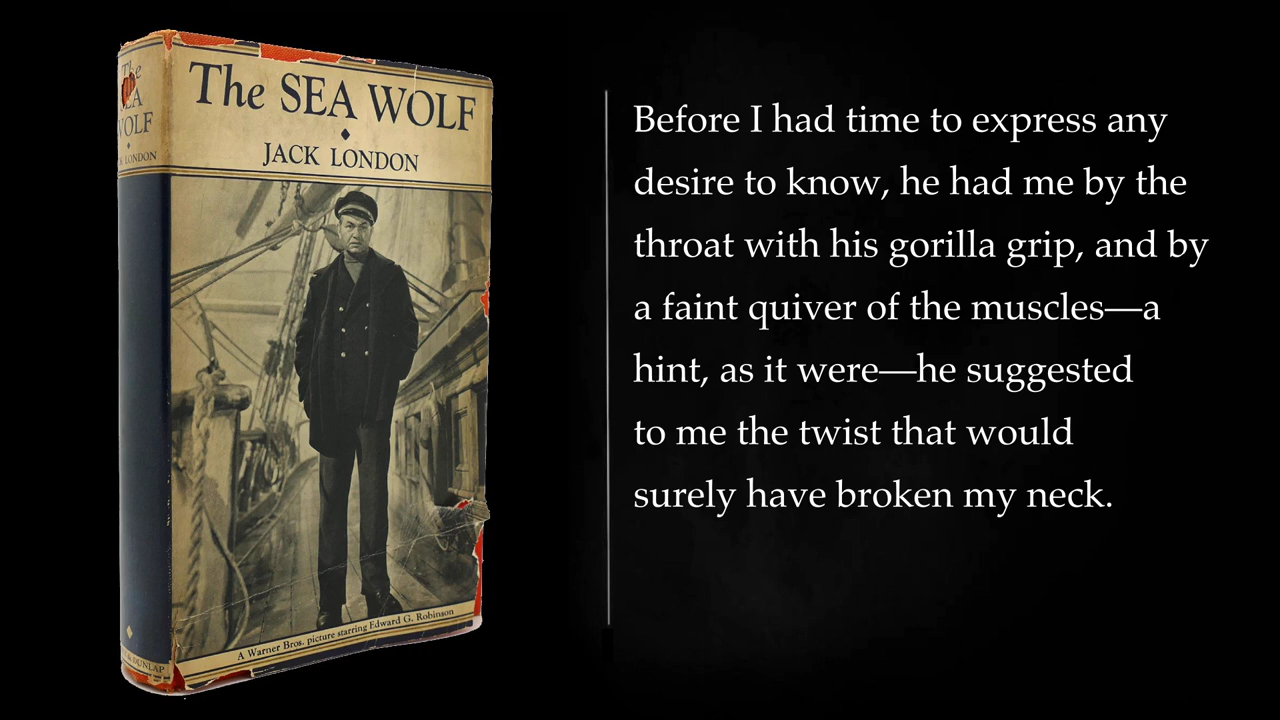 The
SEA
WOLF
LONDON
DUNLAP
The SEA WOLF
JACK LONDON
A Warner Bros. picture starring Edward G. Robinson
Before I had time to express any
desire to know, he had me by the
throat with his gorilla grip, and by
a faint quiver of the muscles—a
hint, as it were—he suggested
to me the twist that would
surely have broken my neck.